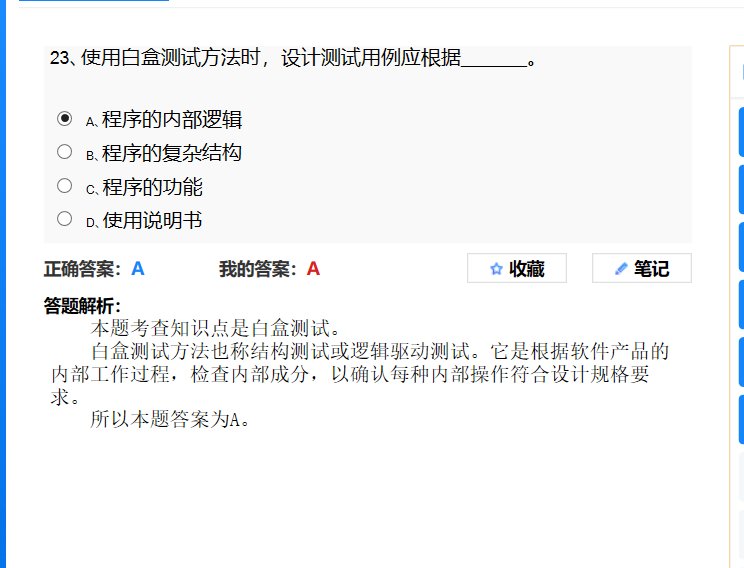 23、使用白盒测试方法时，设计测试用例应根据______。
A、程序的内部逻辑
B、程序的复杂结构
C、程序的功能
D、使用说明书
正确答案：A 我的答案：A 收藏 笔记
答题解析：
本题考查知识点是白盒测试。
白盒测试方法也称结构测试或逻辑驱动测试。它是根据软件产品的
内部工作过程，检查内部成分，以确认每种内部操作符合设计规格要
求。
所以本题答案为A。